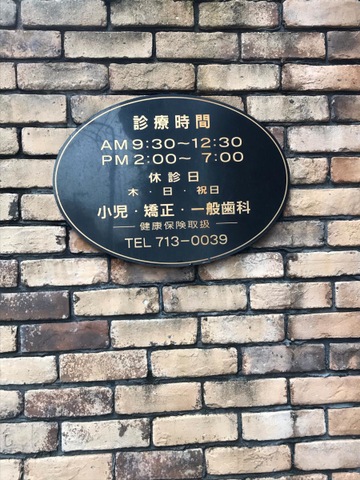 診療時間
AM 9:30～12:30
PM 2:00～ 7:00
休診日
木・日・祝日
小児・矯正・一般歯科
健康保険取扱
TEL 713-0039